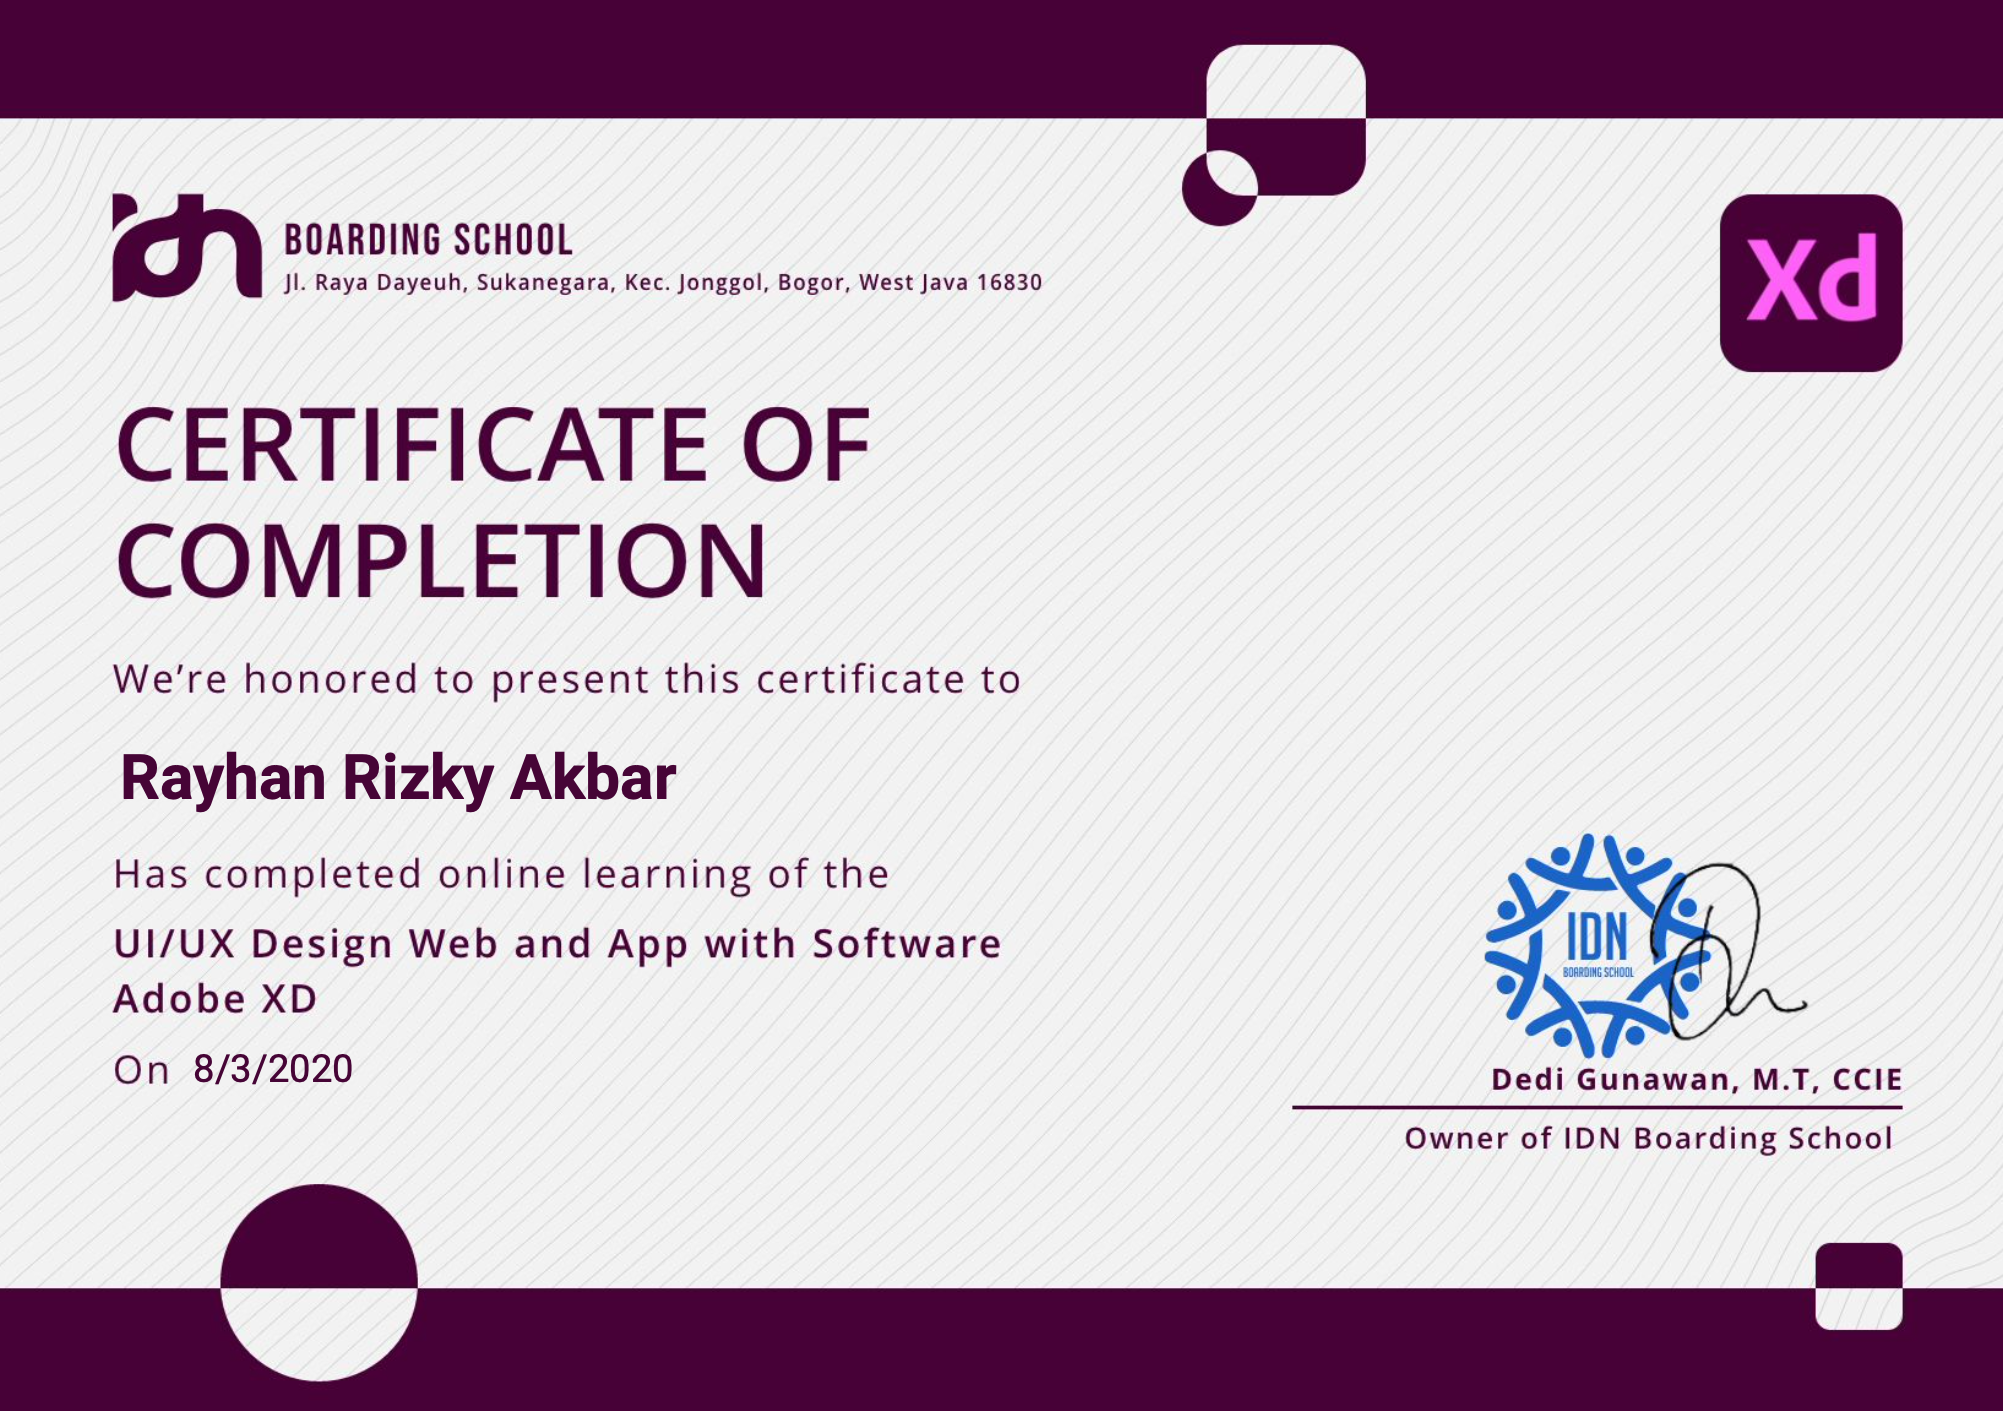 idn
BOARDING SCHOOL
Jl. Raya Dayeuh, Sukanegara, Kec. Jonggol, Bogor, West Java 16830
Xd
CERTIFICATE OF
COMPLETION
We’re honored to present this certificate to
Rayhan Rizky Akbar
Has completed online learning of the
UI/UX Design Web and App with Software
Adobe XD
On 8/3/2020
IDN
BOARDING SCHOOL
Dedi Gunawan, M.T, CCIE
Owner of IDN Boarding School